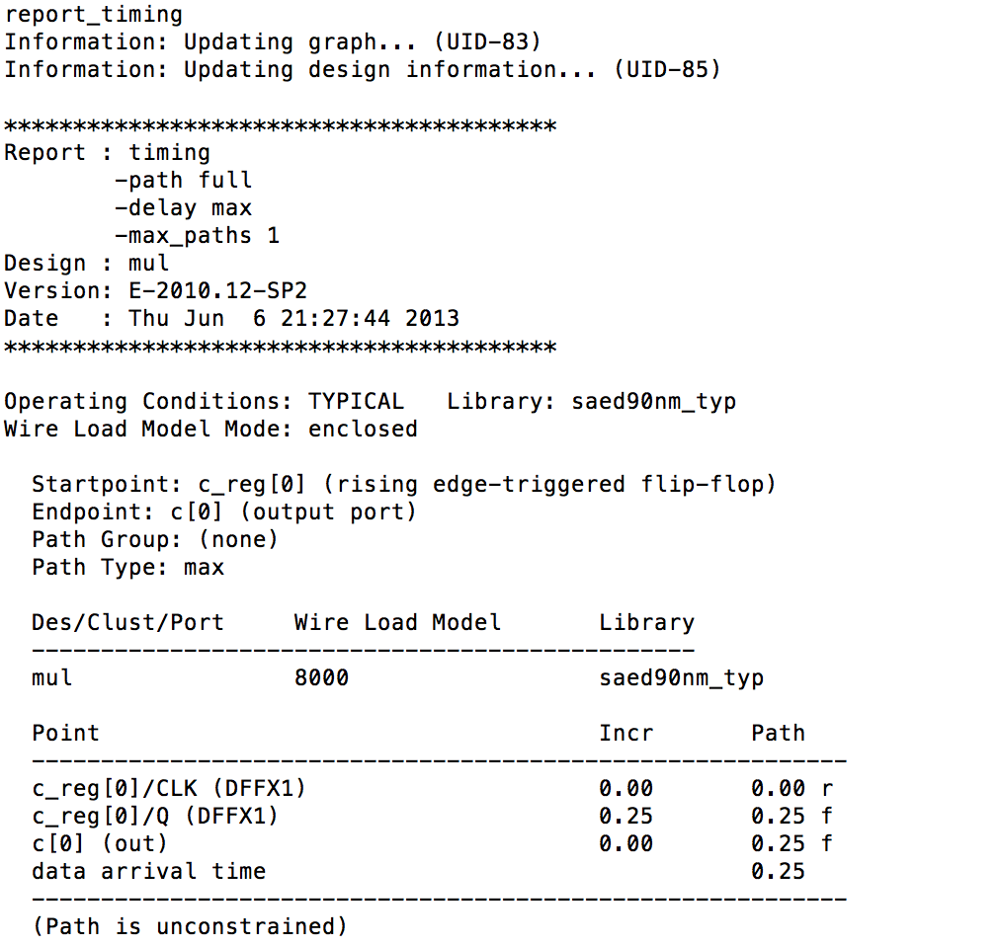 report_timing
Information: Updating graph... (UID-83)
Information: Updating design information... (UID-85)

****************************************
Report : timing
        -path full
        -delay max
        -max_paths 1
Design : mul
Version: E-2010.12-SP2
Date   : Thu Jun  6 21:27:44 2013
****************************************

Operating Conditions: TYPICAL   Library: saed90nm_typ
Wire Load Model Mode: enclosed

  Startpoint: c_reg[0] (rising edge-triggered flip-flop)
  Endpoint: c[0] (output port)
  Path Group: (none)
  Path Type: max

  Des/Clust/Port     Wire Load Model       Library
  ------------------------------------------------
  mul                8000                  saed90nm_typ

  Point                                    Incr       Path
  -----------------------------------------------------------
  c_reg[0]/CLK (DFFX1)                     0.00       0.00 r
  c_reg[0]/Q (DFFX1)                       0.25       0.25 f
  c[0] (out)                               0.00       0.25 f
  data arrival time                                   0.25
  -----------------------------------------------------------
  (Path is unconstrained)